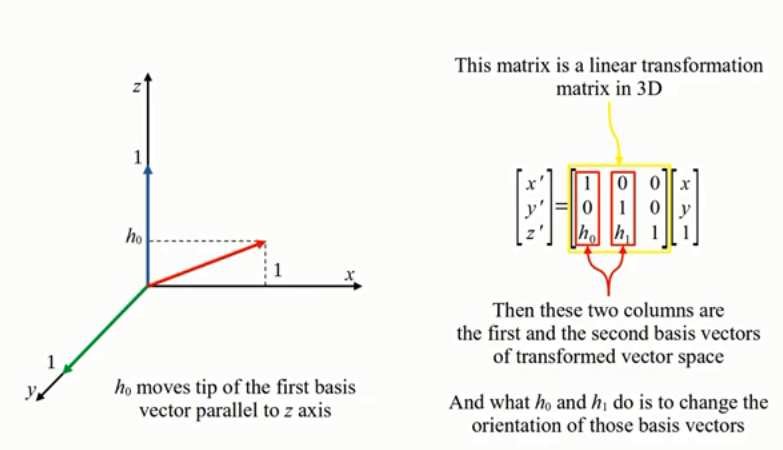 z
1
h₀
1
x
1
y
h₀ moves tip of the first basis
vector parallel to z axis
This matrix is a linear transformation
matrix in 3D
[x′] = [1 0 0] [x]
[y′] [0 1 0] [y]
[z′] [h₀ h₁ 1] [1]
Then these two columns are
the first and the second basis vectors
of transformed vector space
And what h₀ and h₁ do is to change the
orientation of those basis vectors